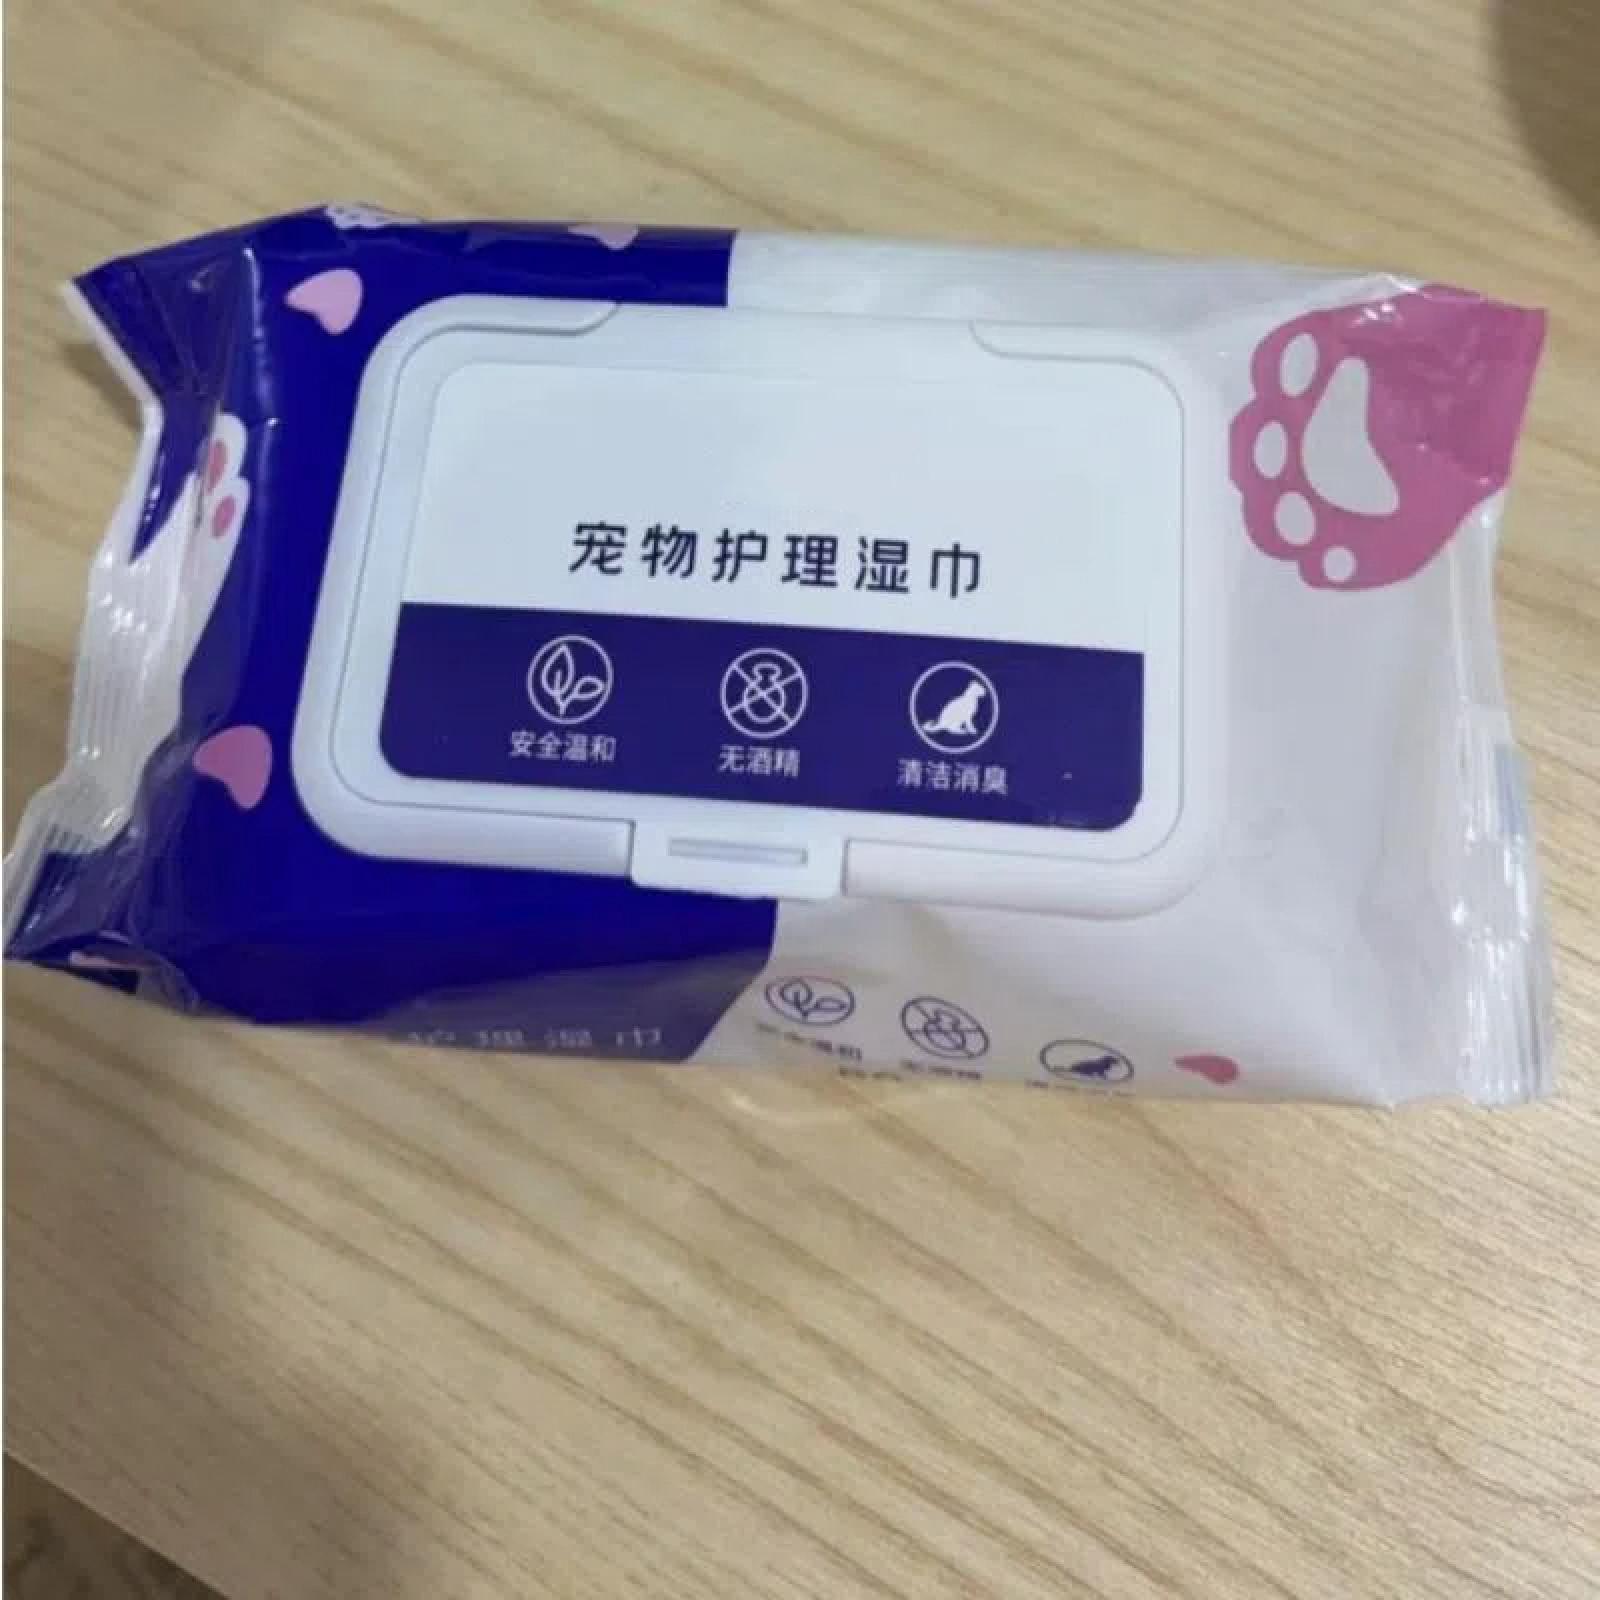 宠物护理湿巾
安全温和
无酒精
清洁消臭
护理湿巾